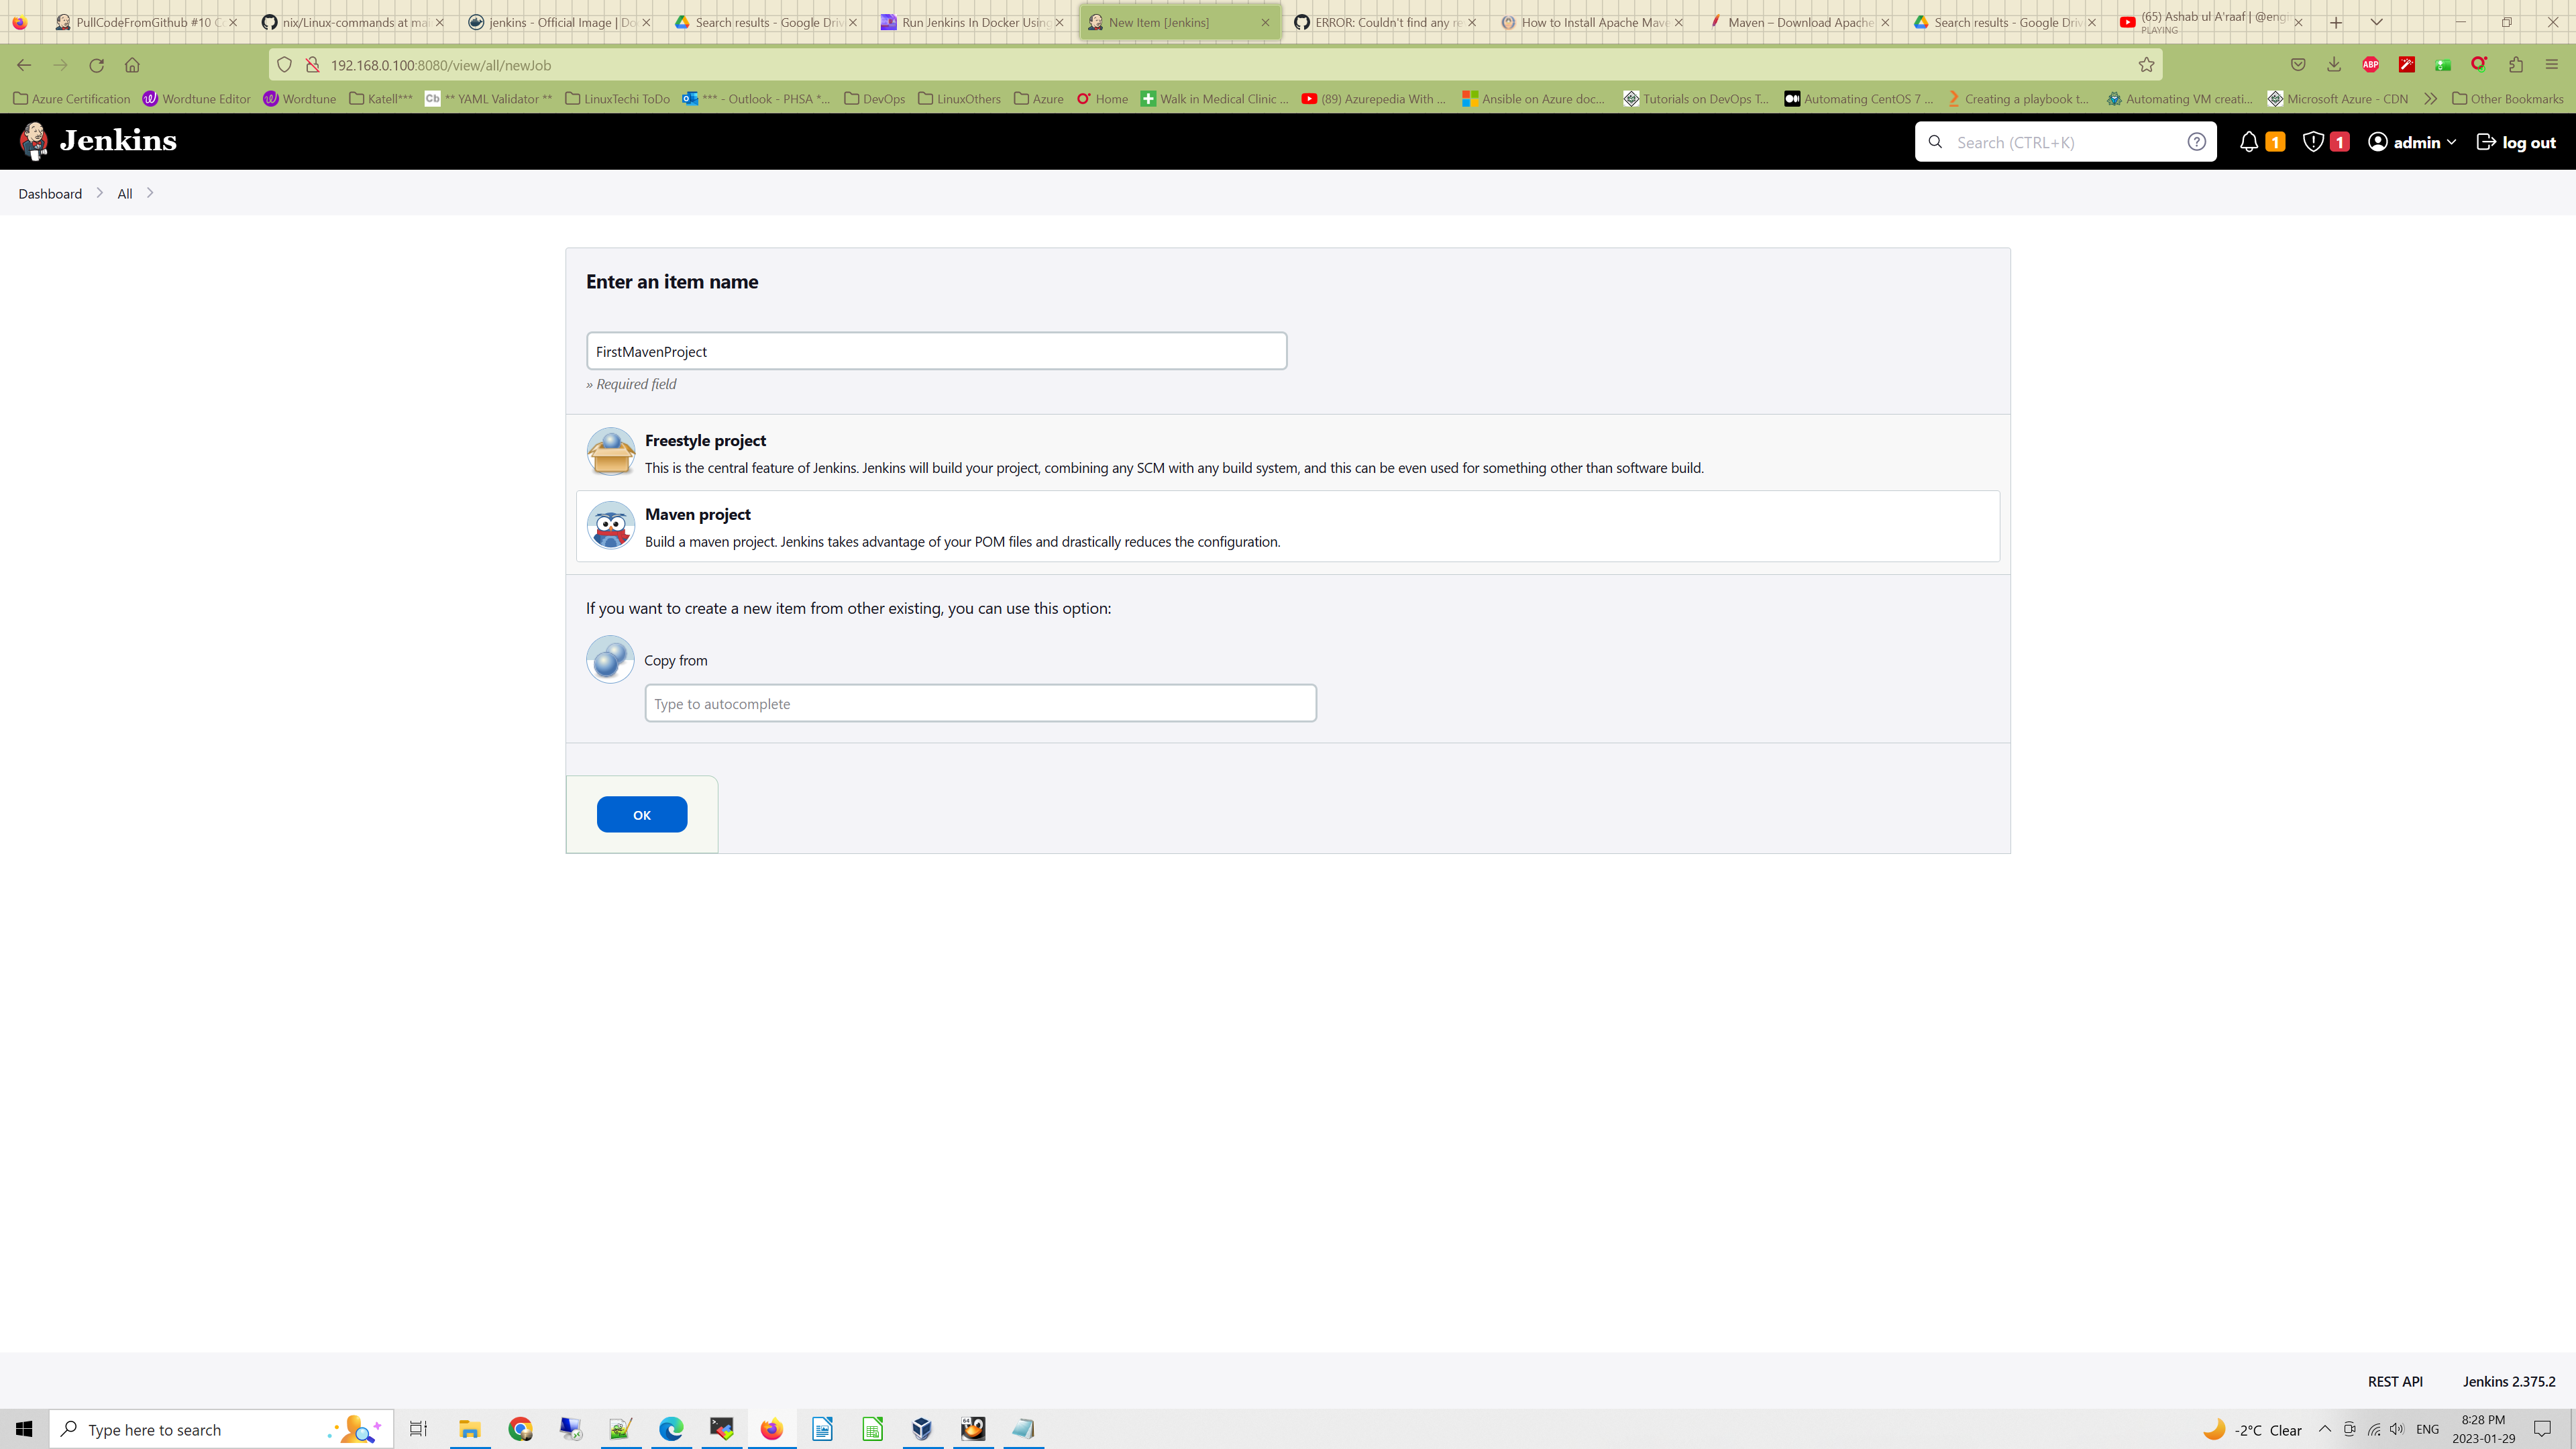 PullCodeFromGithub #10 C
nix/Linux-commands at mai
jenkins - Official Image | Do
Search results - Google Driv
Run Jenkins In Docker Using
New Item [Jenkins]
ERROR: Couldn't find any re
How to Install Apache Mave
Maven – Download Apache
Search results - Google Driv
(65) Ashab ul A'raaf | @engi
PLAYING
192.168.0.100:8080/view/all/newJob
ABP
Azure Certification
Wordtune Editor
Wordtune
Katell***
Cb ** YAML Validator **
LinuxTechi ToDo
*** - Outlook - PHSA *...
DevOps
LinuxOthers
Azure
Home
Walk in Medical Clinic ...
(89) Azurepedia With ...
Ansible on Azure doc...
Tutorials on DevOps T...
Automating CentOS 7 ...
Creating a playbook t...
Automating VM creati...
Microsoft Azure - CDN
Other Bookmarks
Jenkins
Search (CTRL+K)
1
1
admin
log out
Dashboard
All
Enter an item name
FirstMavenProject
» Required field
Freestyle project
This is the central feature of Jenkins. Jenkins will build your project, combining any SCM with any build system, and this can be even used for something other than software build.
Maven project
Build a maven project. Jenkins takes advantage of your POM files and drastically reduces the configuration.
If you want to create a new item from other existing, you can use this option:
Copy from
Type to autocomplete
OK
REST API
Jenkins 2.375.2
Type here to search
-2°C Clear
ENG
8:28 PM
2023-01-29